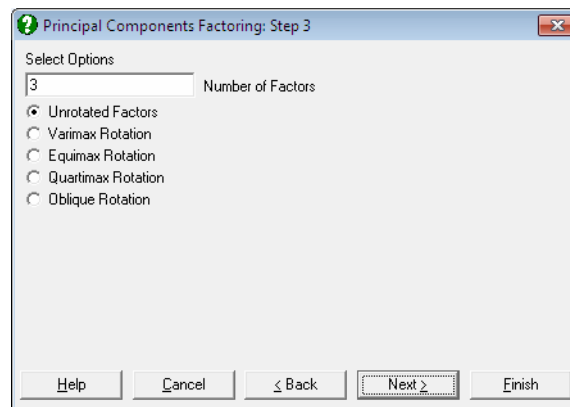 Principal Components Factoring: Step 3
Select Options
3 Number of Factors
Unrotated Factors
Varimax Rotation
Equimax Rotation
Quartimax Rotation
Oblique Rotation
Help Cancel < Back Next > Finish